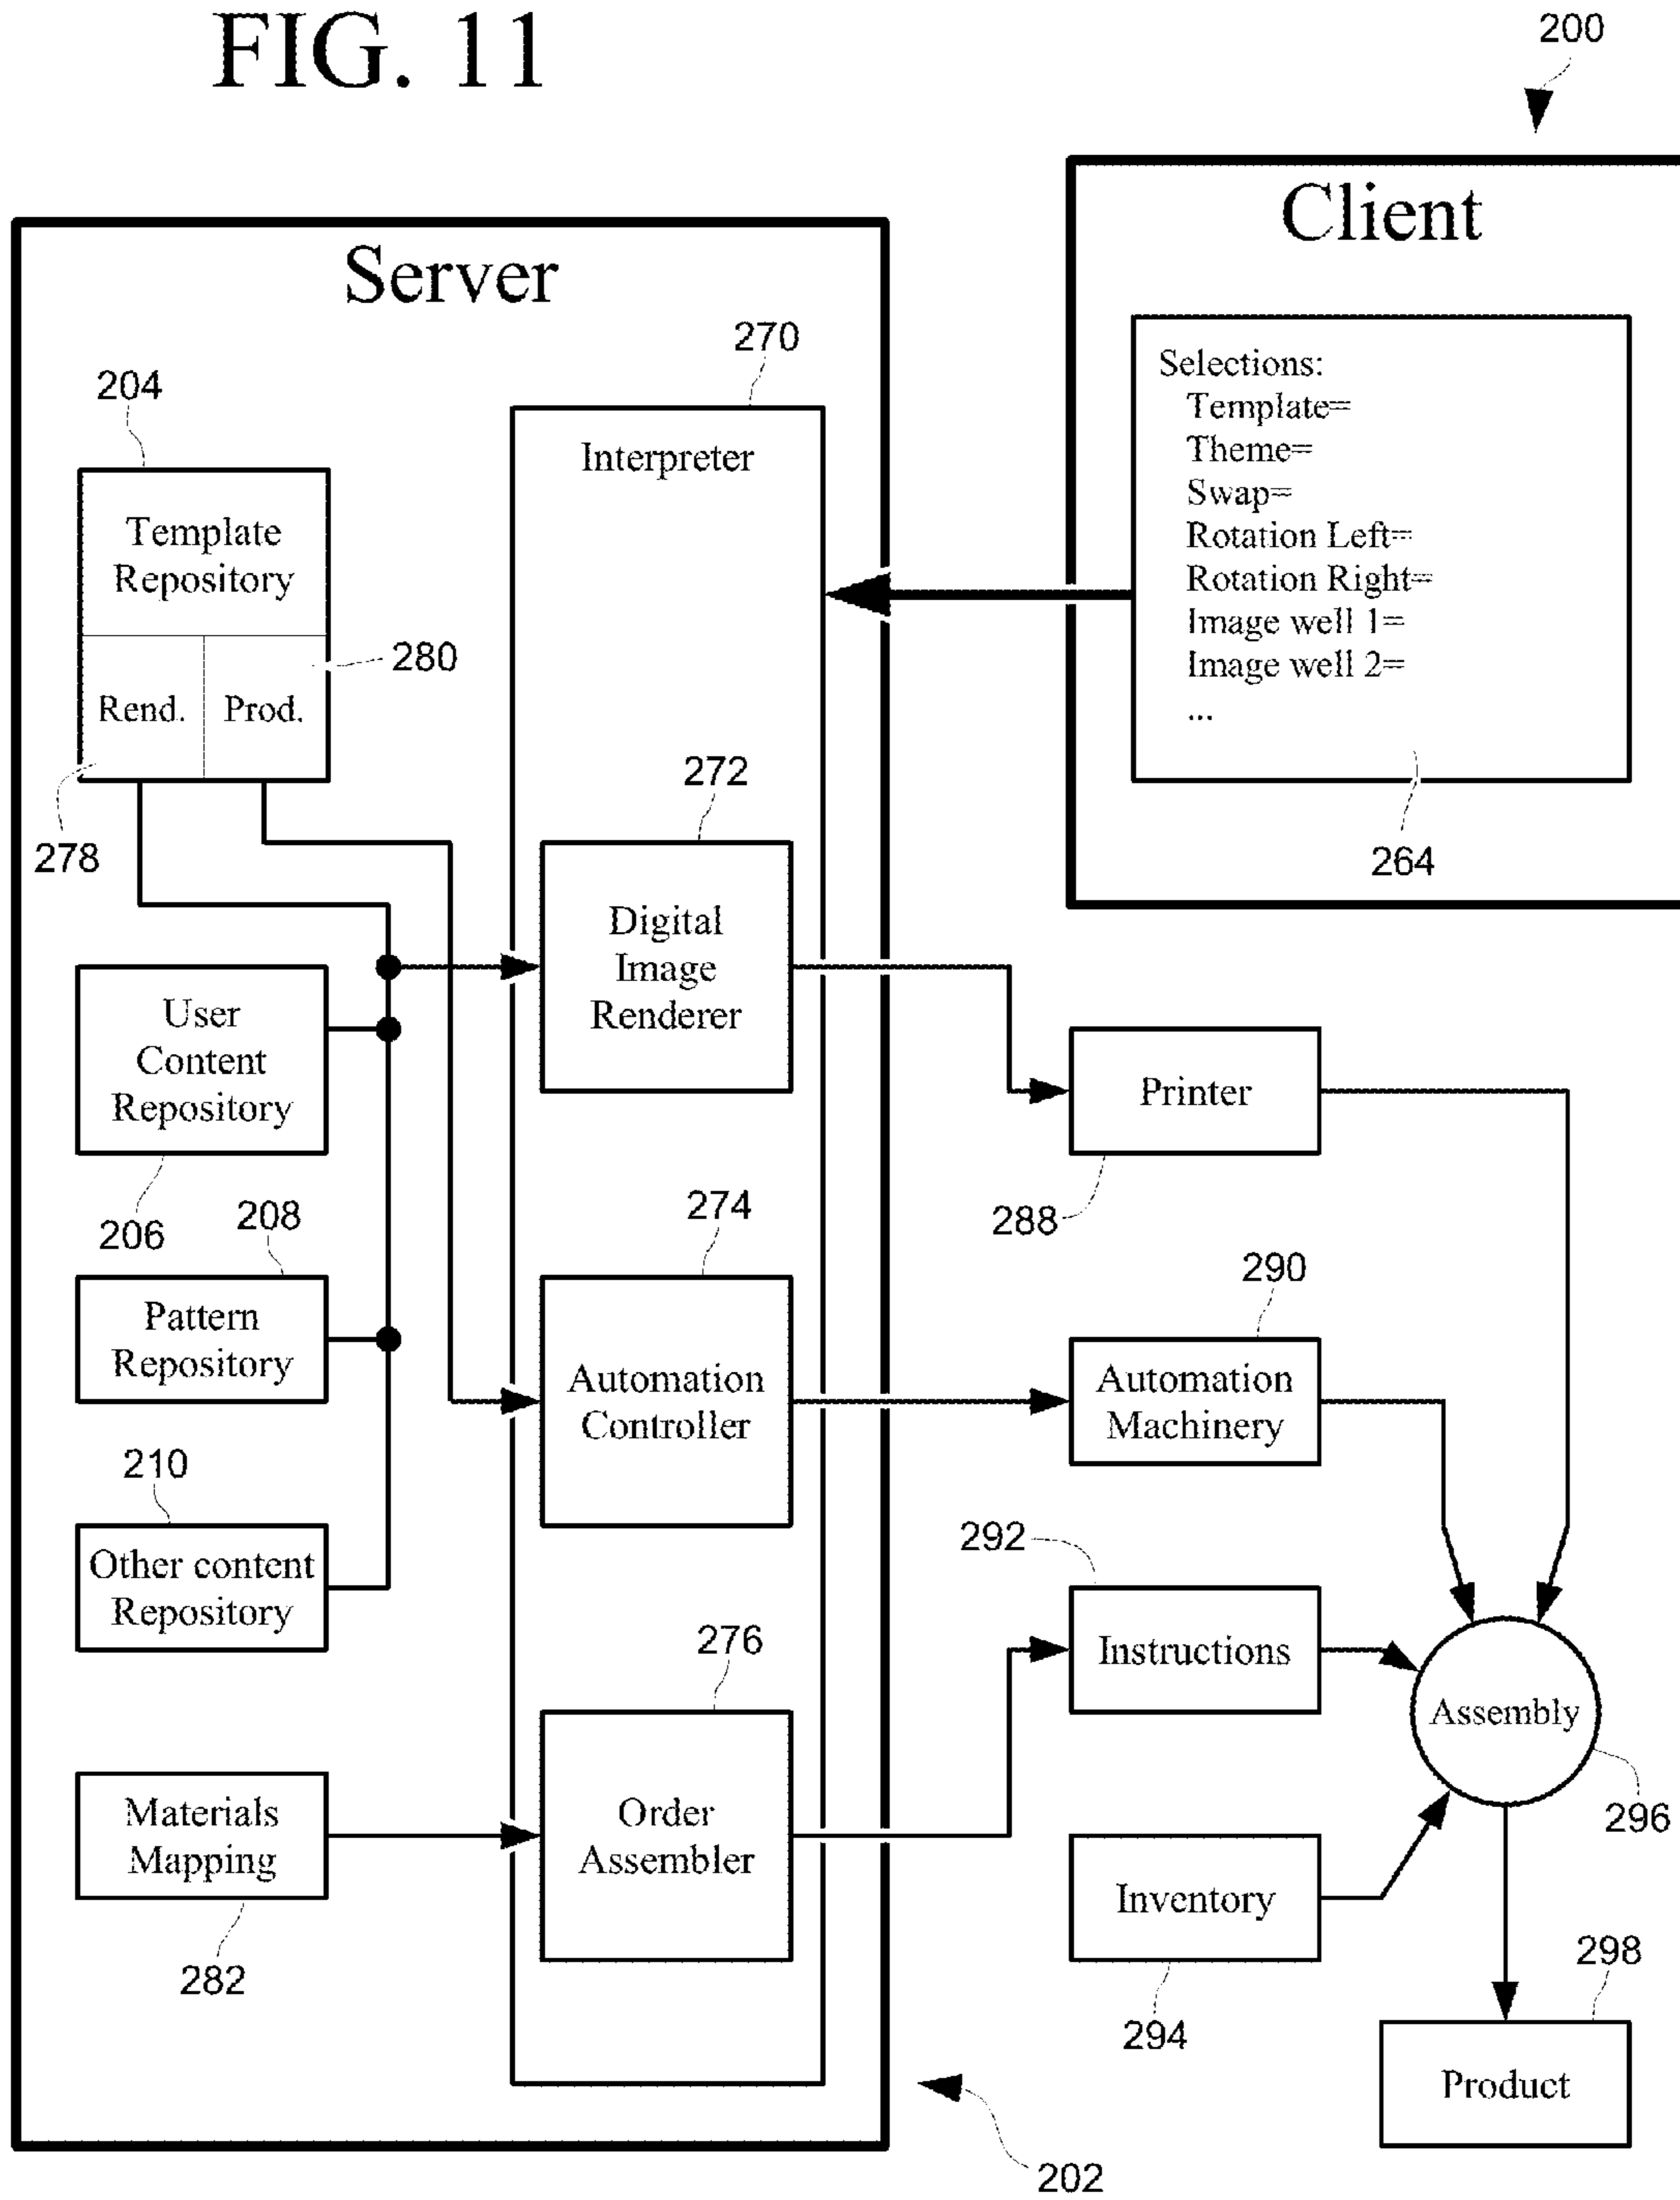 FIG. 11
200
Client
Selections:
Template=
Theme=
Swap=
Rotation Left=
Rotation Right=
Image well 1=
Image well 2=
...
264
Server
270
Interpreter
204
Template
Repository
280
Rend.
Prod.
278
272
Digital
Image
Renderer
User
Content
Repository
206
208
Pattern
Repository
210
Other content
Repository
274
Automation
Controller
276
Order
Assembler
Materials
Mapping
282
Printer
288
290
Automation
Machinery
292
Instructions
Assembly
296
Inventory
294
298
Product
202